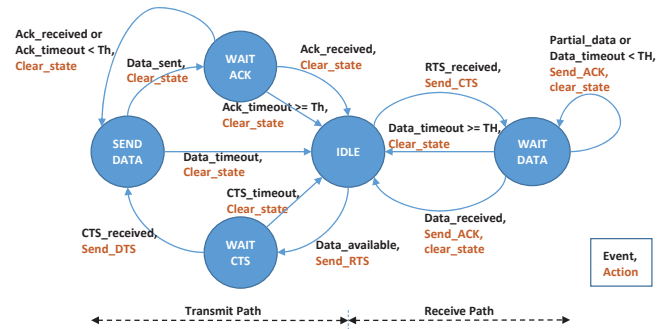 Ack_received or
Ack_timeout < Th,
Clear_state
Data_sent,
Clear_state
WAIT
ACK
Ack_received,
Clear_state
Ack_timeout >= Th,
Clear_state
RTS_received,
Send_CTS
Partial_data or
Data_timeout < TH,
Send_ACK,
clear_state
SEND
DATA
Data_timeout,
Clear_state
IDLE
Data_timeout >= TH,
Clear_state
WAIT
DATA
CTS_timeout,
Clear_state
CTS_received,
Send_DTS
WAIT
CTS
Data_available,
Send_RTS
Data_received,
Send_ACK,
clear_state
Event,
Action
Transmit Path
Receive Path